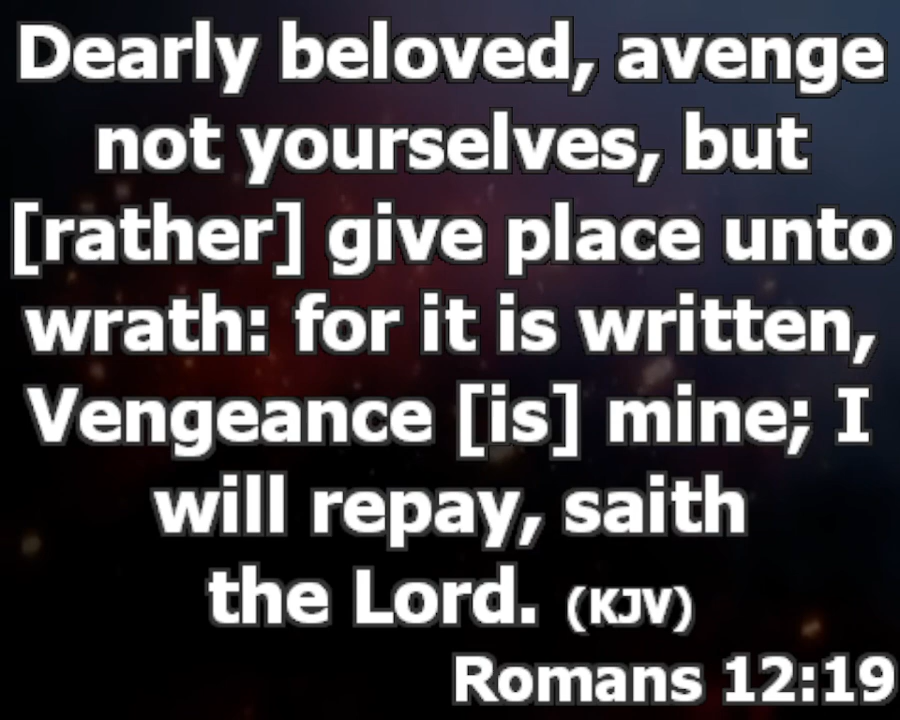 Dearly beloved, avenge
not yourselves, but
[rather] give place unto
wrath: for it is written,
Vengeance [is] mine; I
will repay, saith
the Lord. (KJV)
Romans 12:19